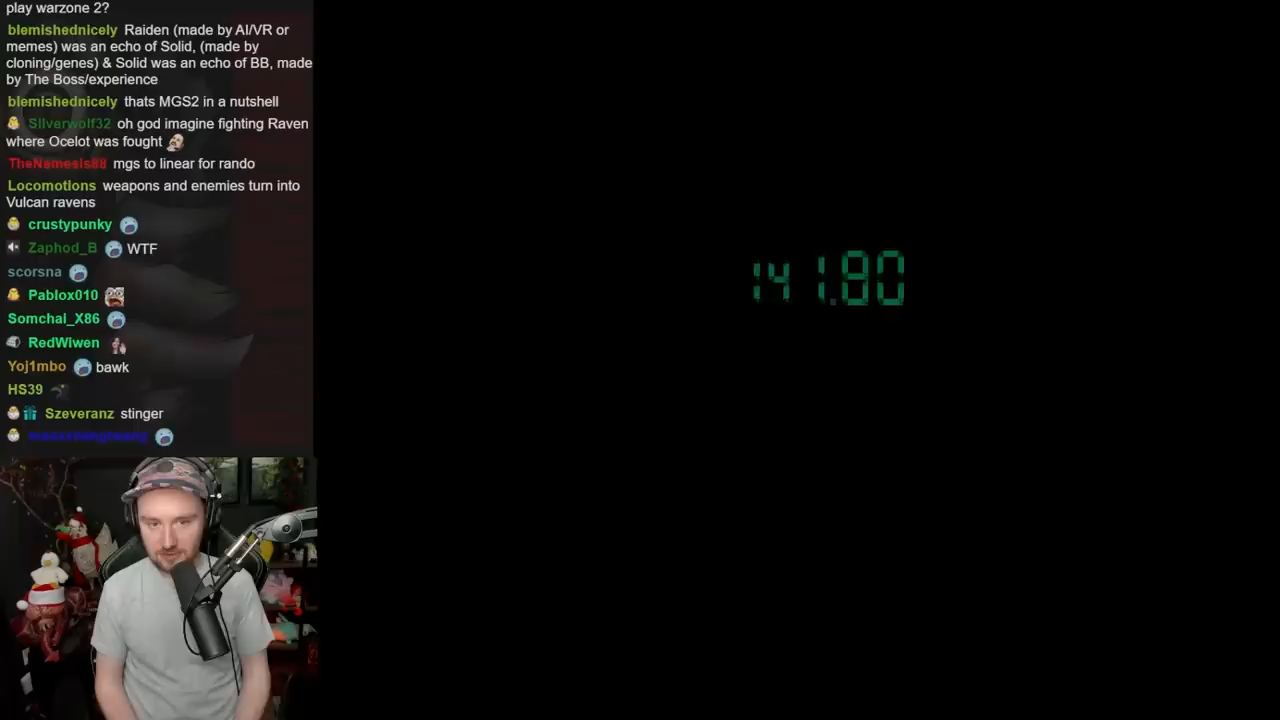 play warzone 2?
blemishednicely Raiden (made by AI/VR or
memes) was an echo of Solid, (made by
cloning/genes) & Solid was an echo of BB, made
by The Boss/experience
blemishednicely thats MGS2 in a nutshell
SIlverwolf32 oh god imagine fighting Raven
where Ocelot was fought
TheNamesIs88 mgs to linear for rando
LocomotIons weapons and enemies turn into
Vulcan ravens
crustypunky
Zaphod_B WTF
scorsna
Pablox010
Somchai_X86
RedWiwen
Yoj1mbo bawk
HS39
Szeveranz stinger
141.80